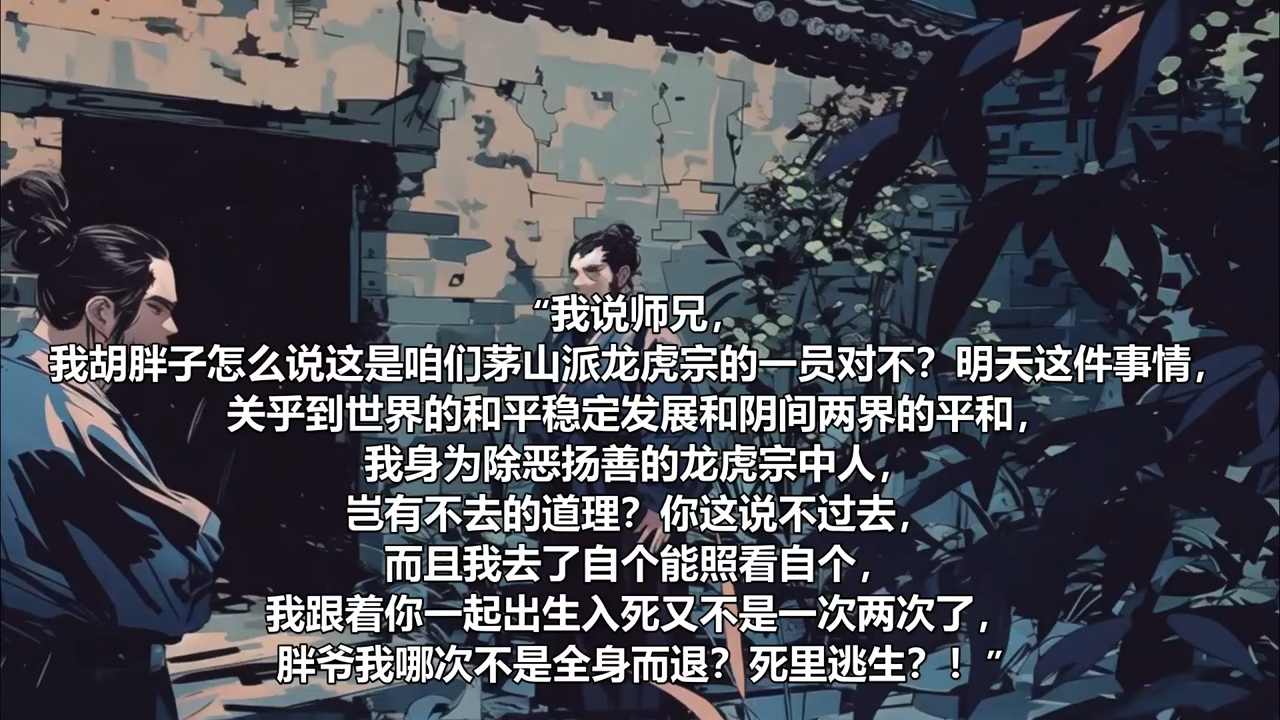 “我说师兄，
我胡胖子怎么说这是咱们茅山派龙虎宗的一员对不？明天这件事情，
关乎到世界的和平稳定发展和阴间两界的平和，
我身为除恶扬善的龙虎宗中人，
岂有不去的道理？你这说不过去，
而且我去了自个能照看自个，
我跟着你一起出生入死又不是一次两次了，
胖爷我哪次不是全身而退？死里逃生？！”